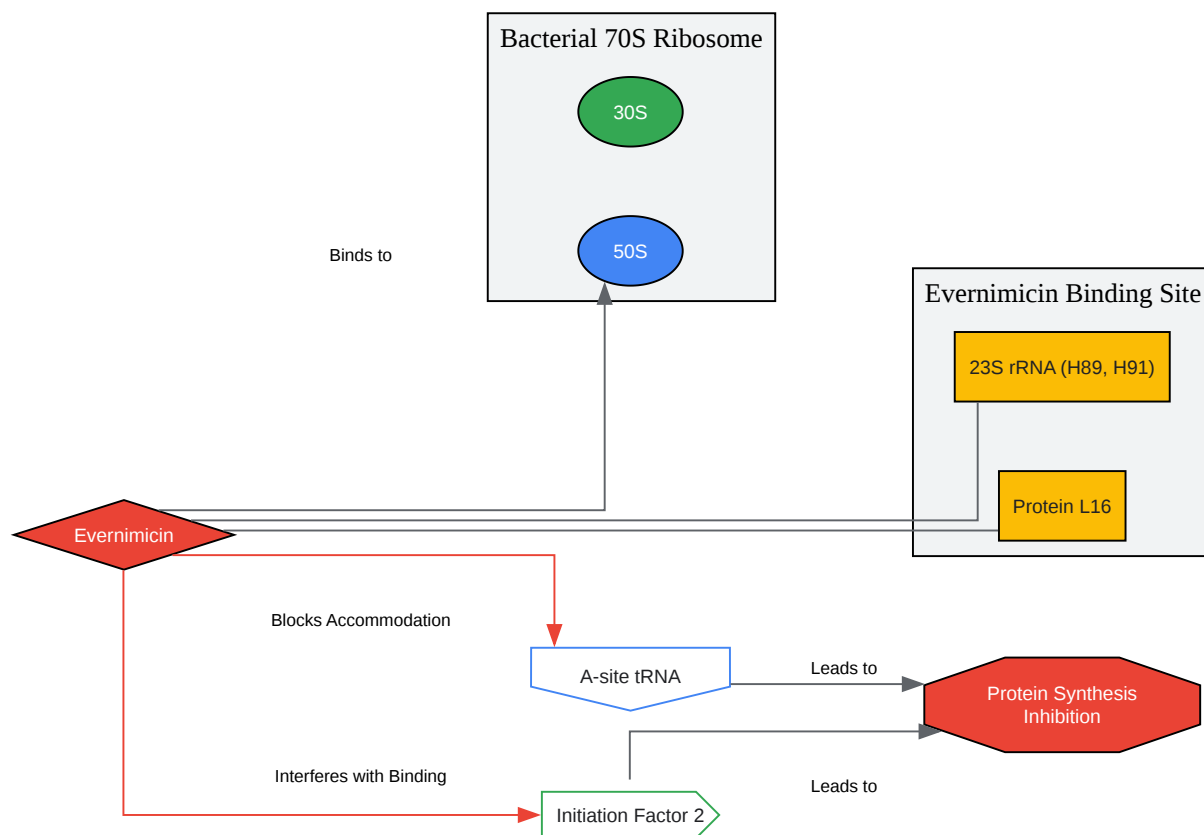 Bacterial 70S Ribosome
30S
50S
Binds to
Evernimicin Binding Site
23S rRNA (H89, H91)
Protein L16
Evernimicin
Blocks Accommodation
A-site tRNA
Leads to
Protein Synthesis
Inhibition
Interferes with Binding
Initiation Factor 2
Leads to